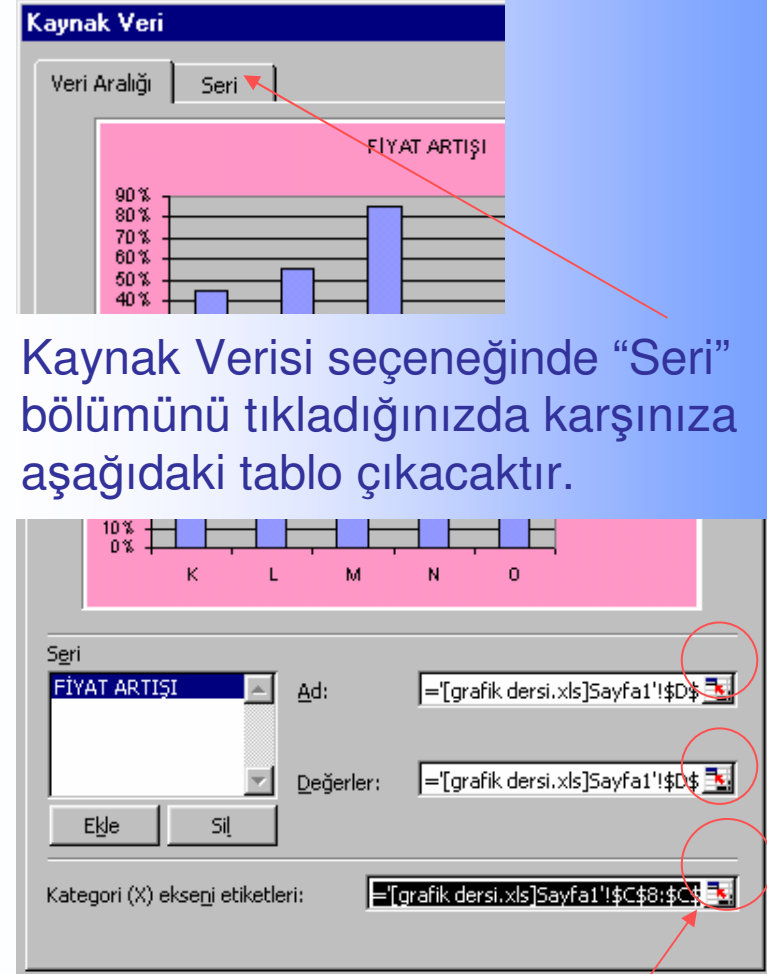 Kaynak Veri
Veri Aralığı Seri
FİYAT ARTIŞI
90%
80%
70%
60%
50%
40%
Kaynak Verisi seçeneğinde “Seri”
bölümünü tıkladığınızda karşınıza
aşağıdaki tablo çıkacaktır.
10%
0%
K L M N O
Seri
FİYAT ARTIŞI
Ad: ='[grafik dersi.xls]Sayfa1'!$D$
Değerler: ='[grafik dersi.xls]Sayfa1'!$D$
Ekle Sil
Kategori (X) ekseni etiketleri: ='[grafik dersi.xls]Sayfa1'!$C$8:$C$